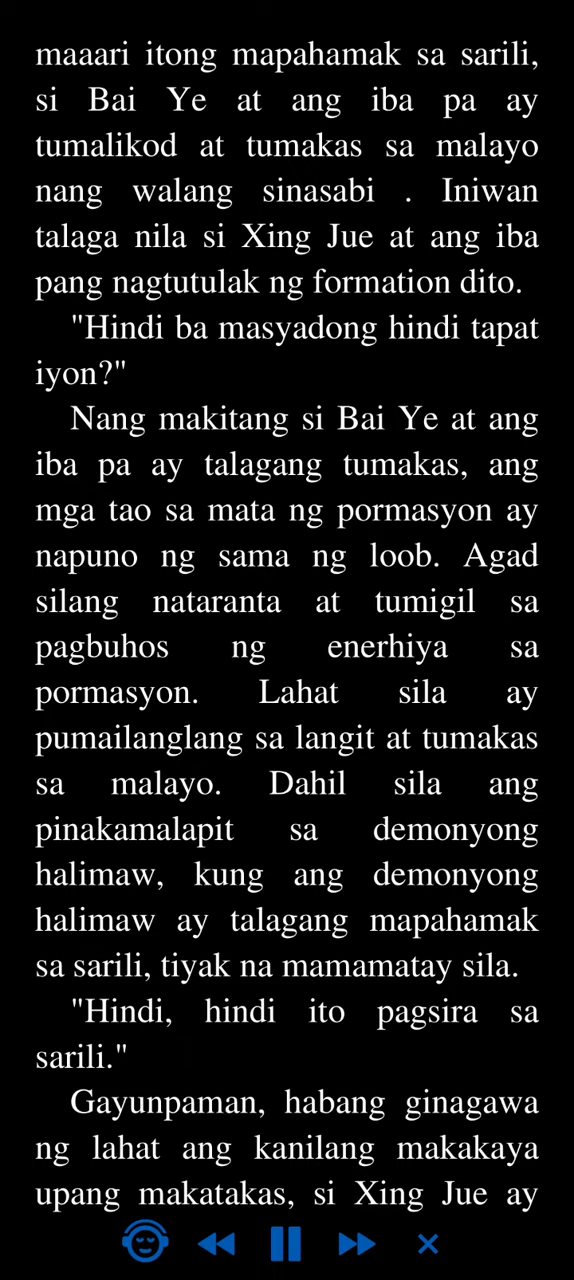 maaari itong mapahamak sa sarili,
si Bai Ye at ang iba pa ay
tumalikod at tumakas sa malayo
nang walang sinasabi . Iniwan
talaga nila si Xing Jue at ang iba
pang nagtutulak ng formation dito.
"Hindi ba masyadong hindi tapat
iyon?"
Nang makitang si Bai Ye at ang
iba pa ay talagang tumakas, ang
mga tao sa mata ng pormasyon ay
napuno ng sama ng loob. Agad
silang nataranta at tumigil sa
pagbuhos ng enerhiya sa
pormasyon. Lahat sila ay
pumailanglang sa langit at tumakas
sa malayo. Dahil sila ang
pinakamalapit sa demonyong
halimaw, kung ang demonyong
halimaw ay talagang mapahamak
sa sarili, tiyak na mamamatay sila.
"Hindi, hindi ito pagsira sa
sarili."
Gayunpaman, habang ginagawa
ng lahat ang kanilang makakaya
upang makatakas, si Xing Jue ay